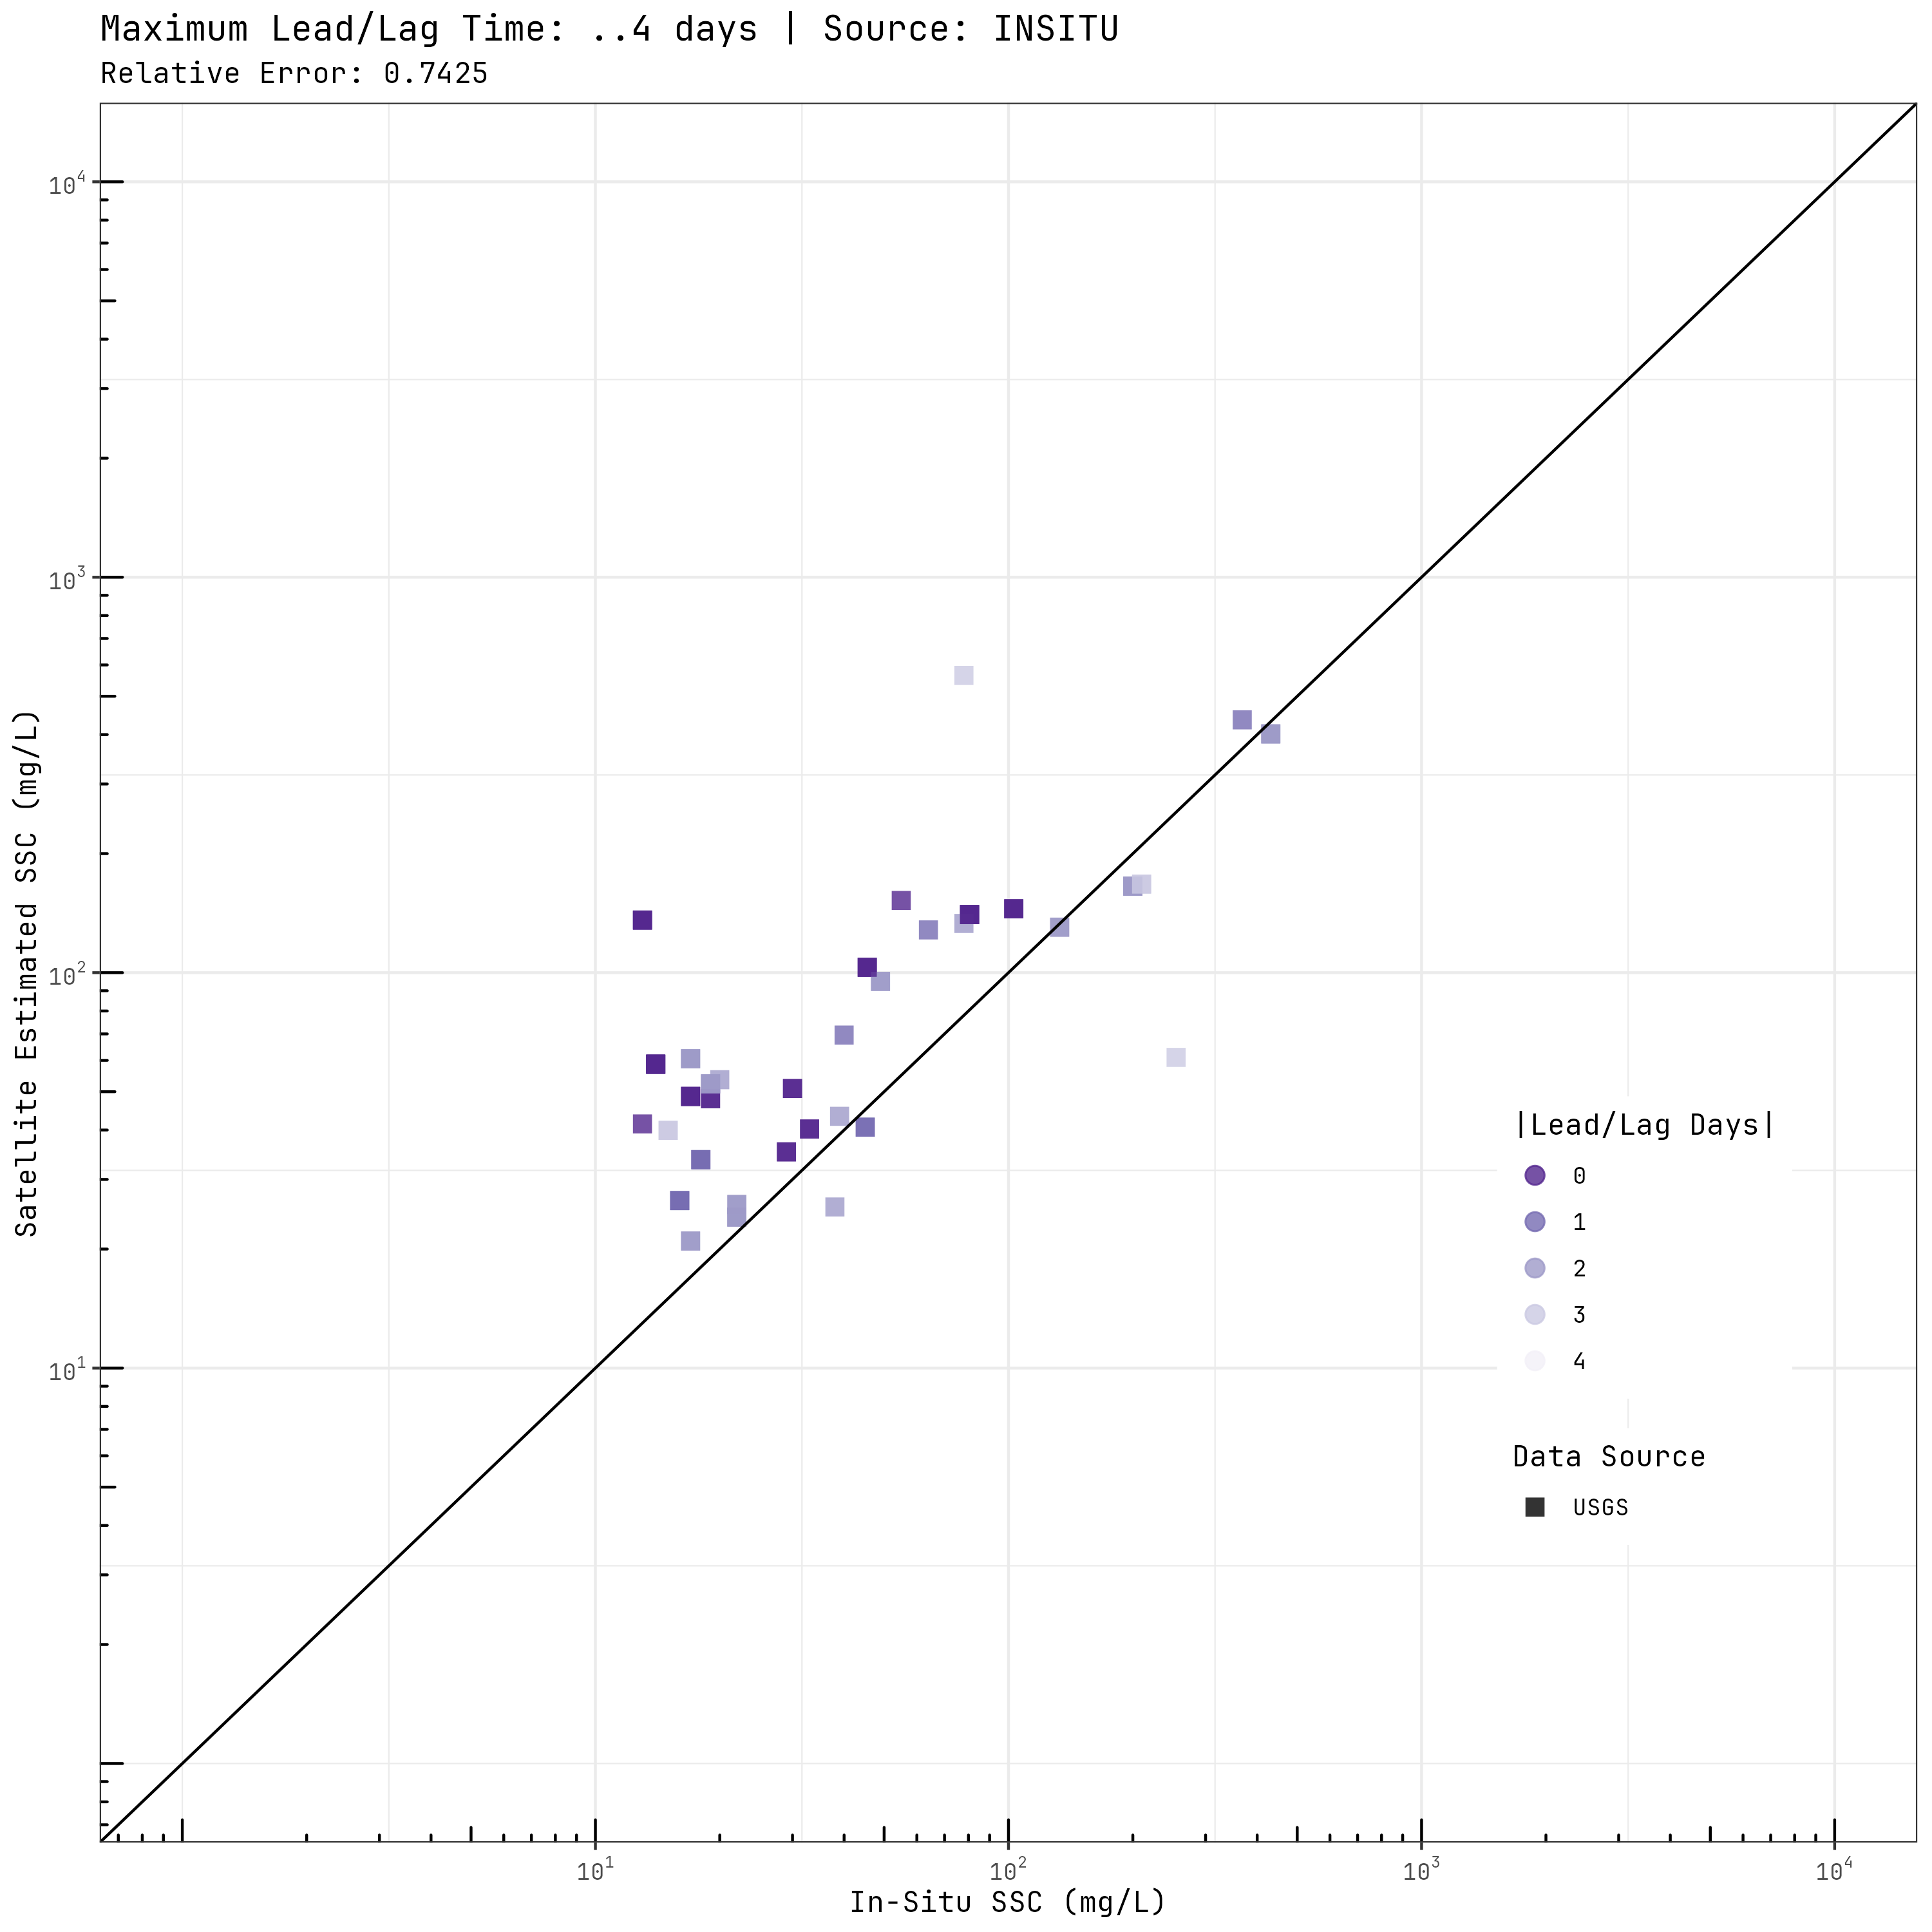 Maximum Lead/Lag Time: ..4 days | Source: INSITU
Relative Error: 0.7425
Satellite Estimated SSC (mg/L)
10⁴
10³
10²
10¹
|Lead/Lag Days|
0
1
2
3
4
Data Source
USGS
10¹ 10² 10³ 10⁴
In-Situ SSC (mg/L)